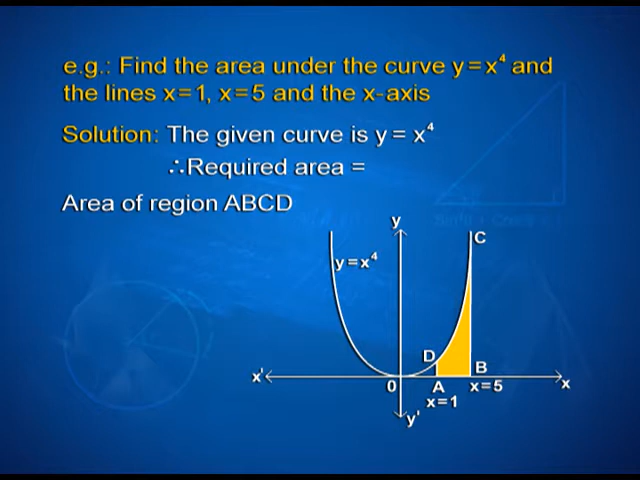 e.g.: Find the area under the curve y=x⁴ and
the lines x=1, x=5 and the x-axis
Solution: The given curve is y = x⁴
∴Required area =
Area of region ABCD
y
C
y=x⁴
D
B
x'
0
A
x=5
x
x=1
y'